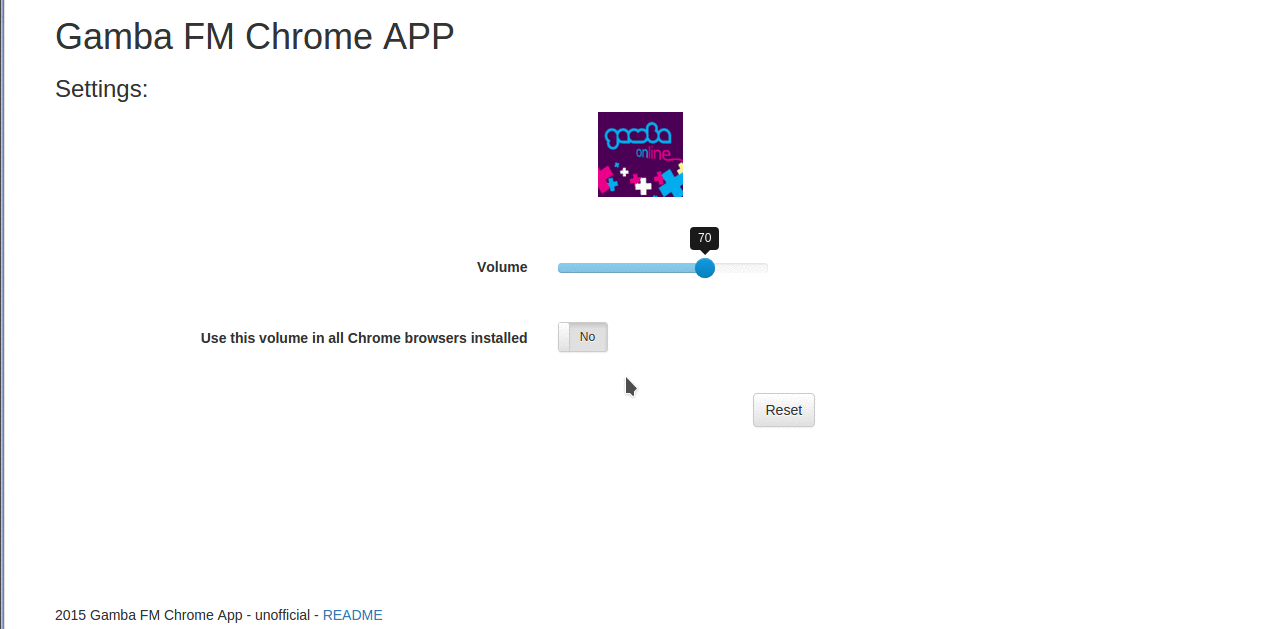 Gamba FM Chrome APP
Settings:
gamba
online
70
Volume
Use this volume in all Chrome browsers installed
No
Reset
2015 Gamba FM Chrome App - unofficial - README